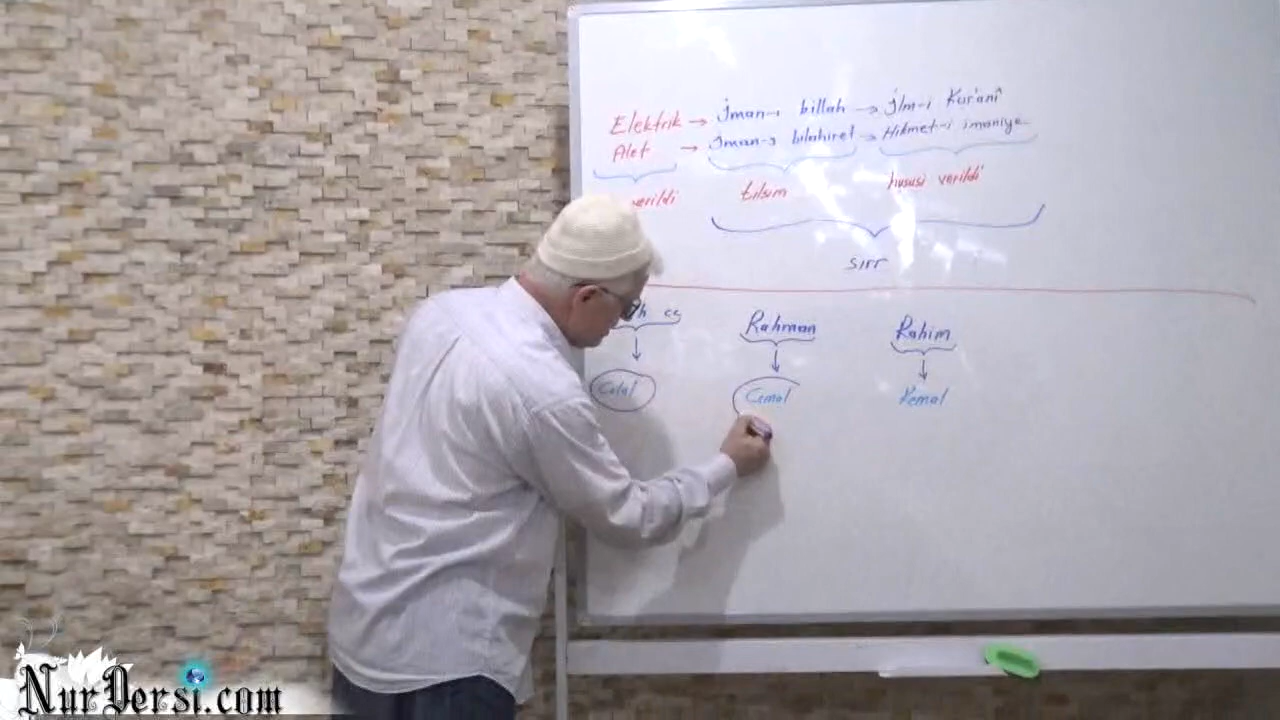 Elektrik → İman-ı billah → İlm-i Kur'anî
Alet → İman-ı bilahiret → Hikmet-i imaniye
verildi tılsım hususi verildi
sırr
h cc Rahman Rahim
Celal Cemal Kemal
NurDersi.com